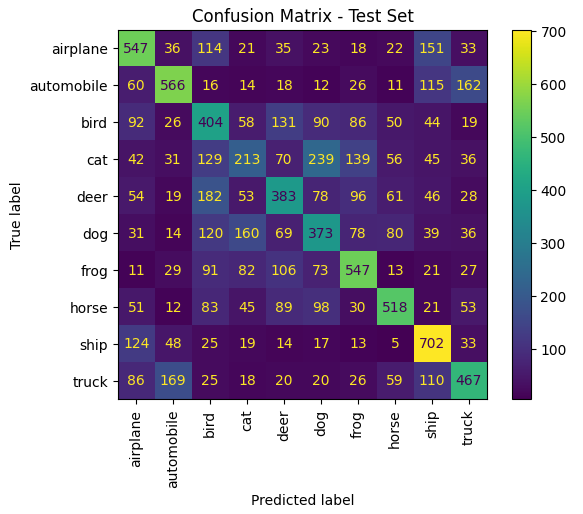 Confusion Matrix - Test Set
True label
airplane 547 36 114 21 35 23 18 22 151 33
automobile 60 566 16 14 18 12 26 11 115 162
bird 92 26 404 58 131 90 86 50 44 19
cat 42 31 129 213 70 239 139 56 45 36
deer 54 19 182 53 383 78 96 61 46 28
dog 31 14 120 160 69 373 78 80 39 36
frog 11 29 91 82 106 73 547 13 21 27
horse 51 12 83 45 89 98 30 518 21 53
ship 124 48 25 19 14 17 13 5 702 33
truck 86 169 25 18 20 20 26 59 110 467
airplane automobile bird cat deer dog frog horse ship truck
Predicted label
700
600
500
400
300
200
100